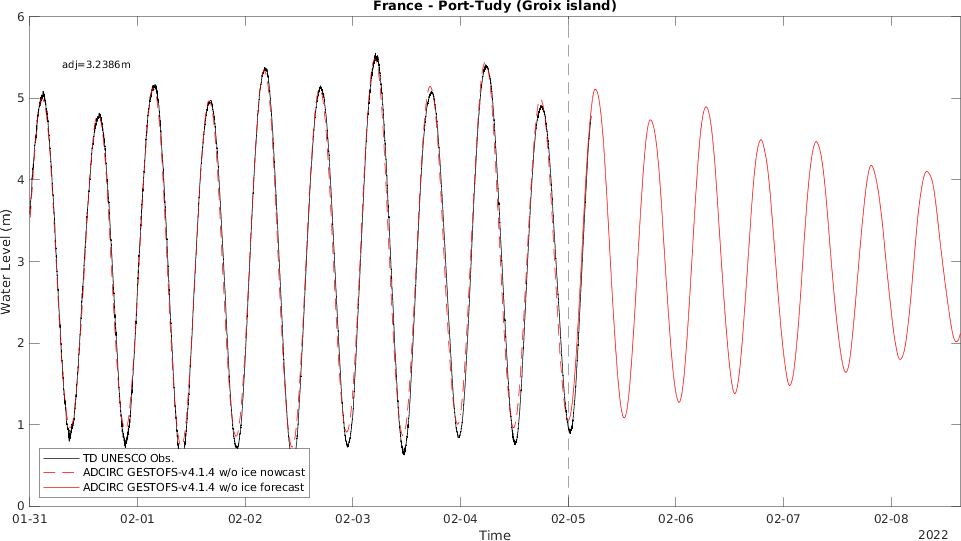 France - Port-Tudy (Groix island)
adj=3.2386m
6
5
4
3
2
1
0
Water Level (m)
TD UNESCO Obs.
ADCIRC GESTOFS-v4.1.4 w/o ice nowcast
ADCIRC GESTOFS-v4.1.4 w/o ice forecast
01-31 02-01 02-02 02-03 02-04 02-05 02-06 02-07 02-08
Time
2022